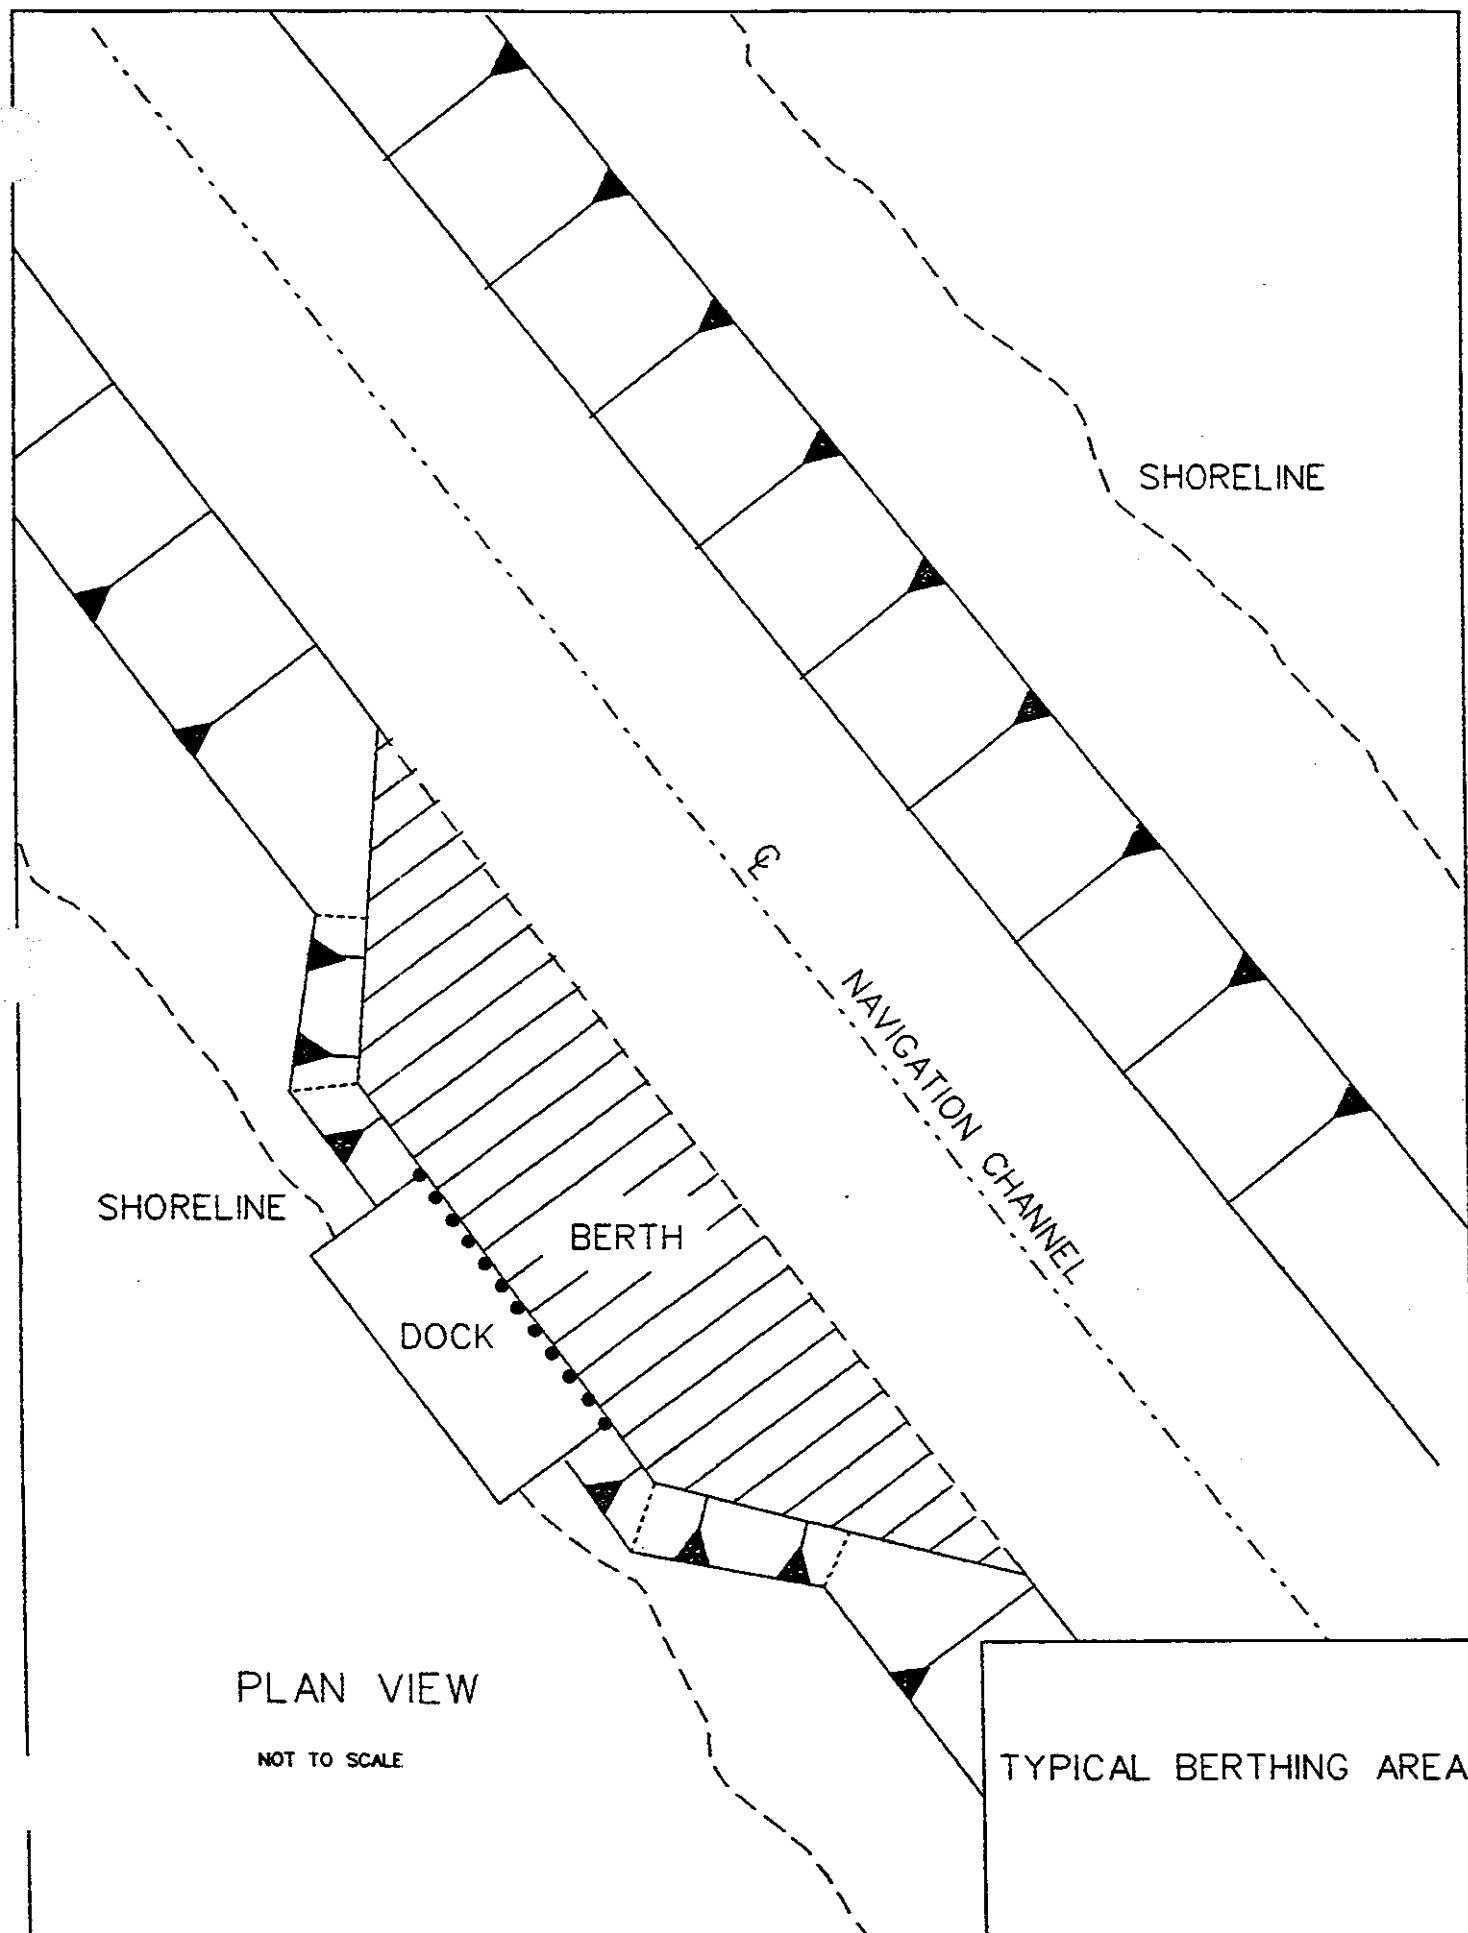 SHORELINE
℄
NAVIGATION CHANNEL
SHORELINE
BERTH
DOCK
PLAN VIEW
NOT TO SCALE
TYPICAL BERTHING AREA